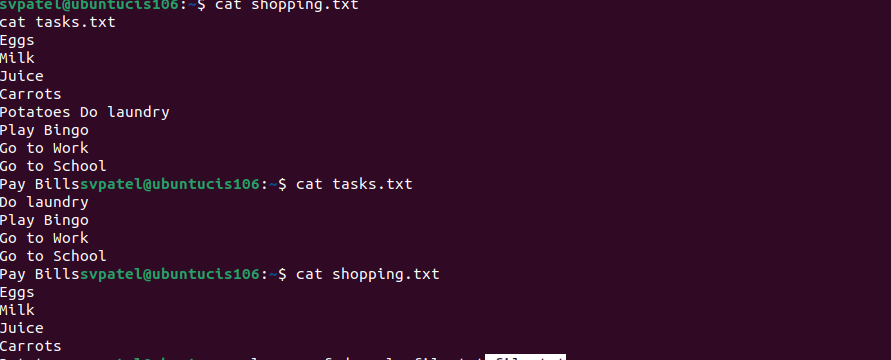 svpatel@ubuntucis106:~$ cat shopping.txt
cat tasks.txt
Eggs
Milk
Juice
Carrots
Potatoes Do laundry
Play Bingo
Go to Work
Go to School
Pay Billssvpatel@ubuntucis106:~$ cat tasks.txt
Do laundry
Play Bingo
Go to Work
Go to School
Pay Billssvpatel@ubuntucis106:~$ cat shopping.txt
Eggs
Milk
Juice
Carrots